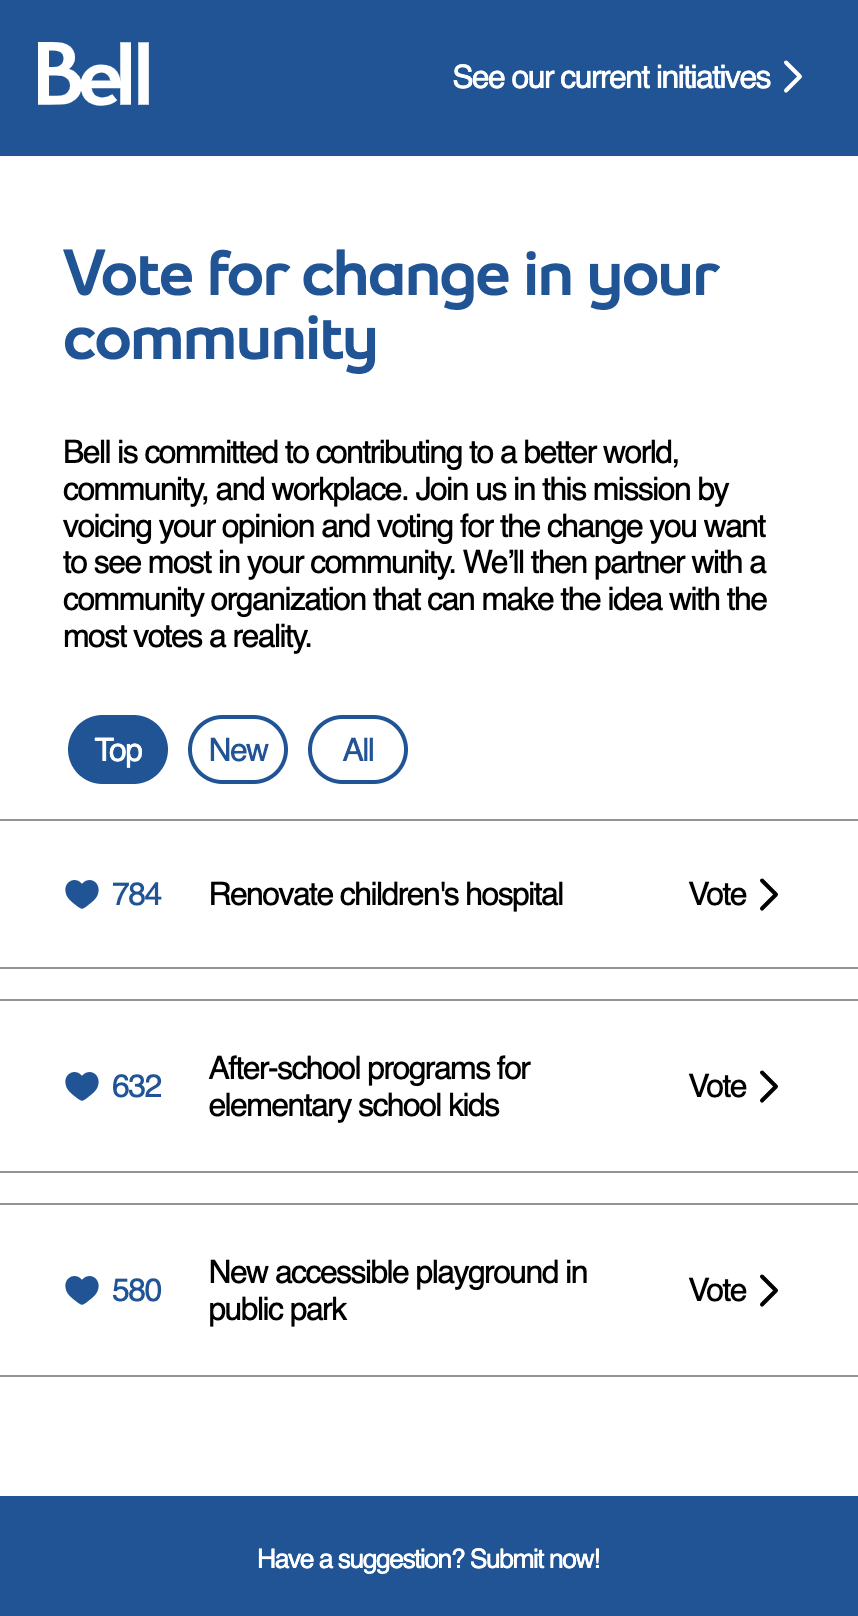 Bell
See our current initiatives
Vote for change in your
community
Bell is committed to contributing to a better world,
community, and workplace. Join us in this mission by
voicing your opinion and voting for the change you want
to see most in your community. We’ll then partner with a
community organization that can make the idea with the
most votes a reality.
Top New All
784 Renovate children's hospital Vote
After-school programs for
632 Vote
elementary school kids
New accessible playground in
580 Vote
public park
Have a suggestion? Submit now!